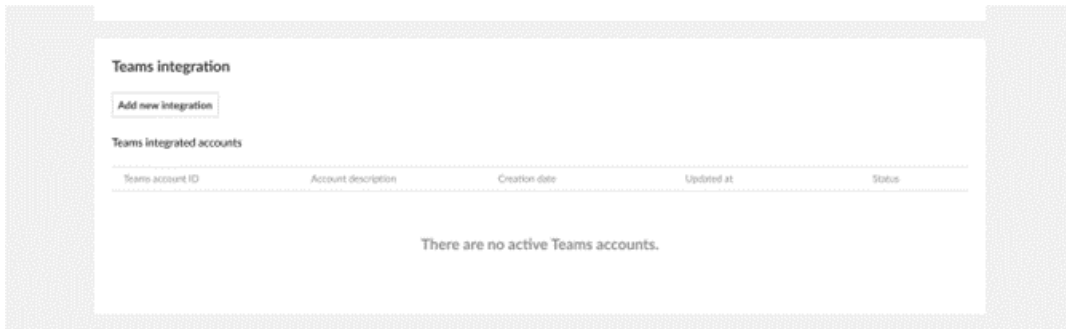 Teams integration
Add new integration
Teams integrated accounts
Teams account ID Account description Creation date Updated at Status
There are no active Teams accounts.